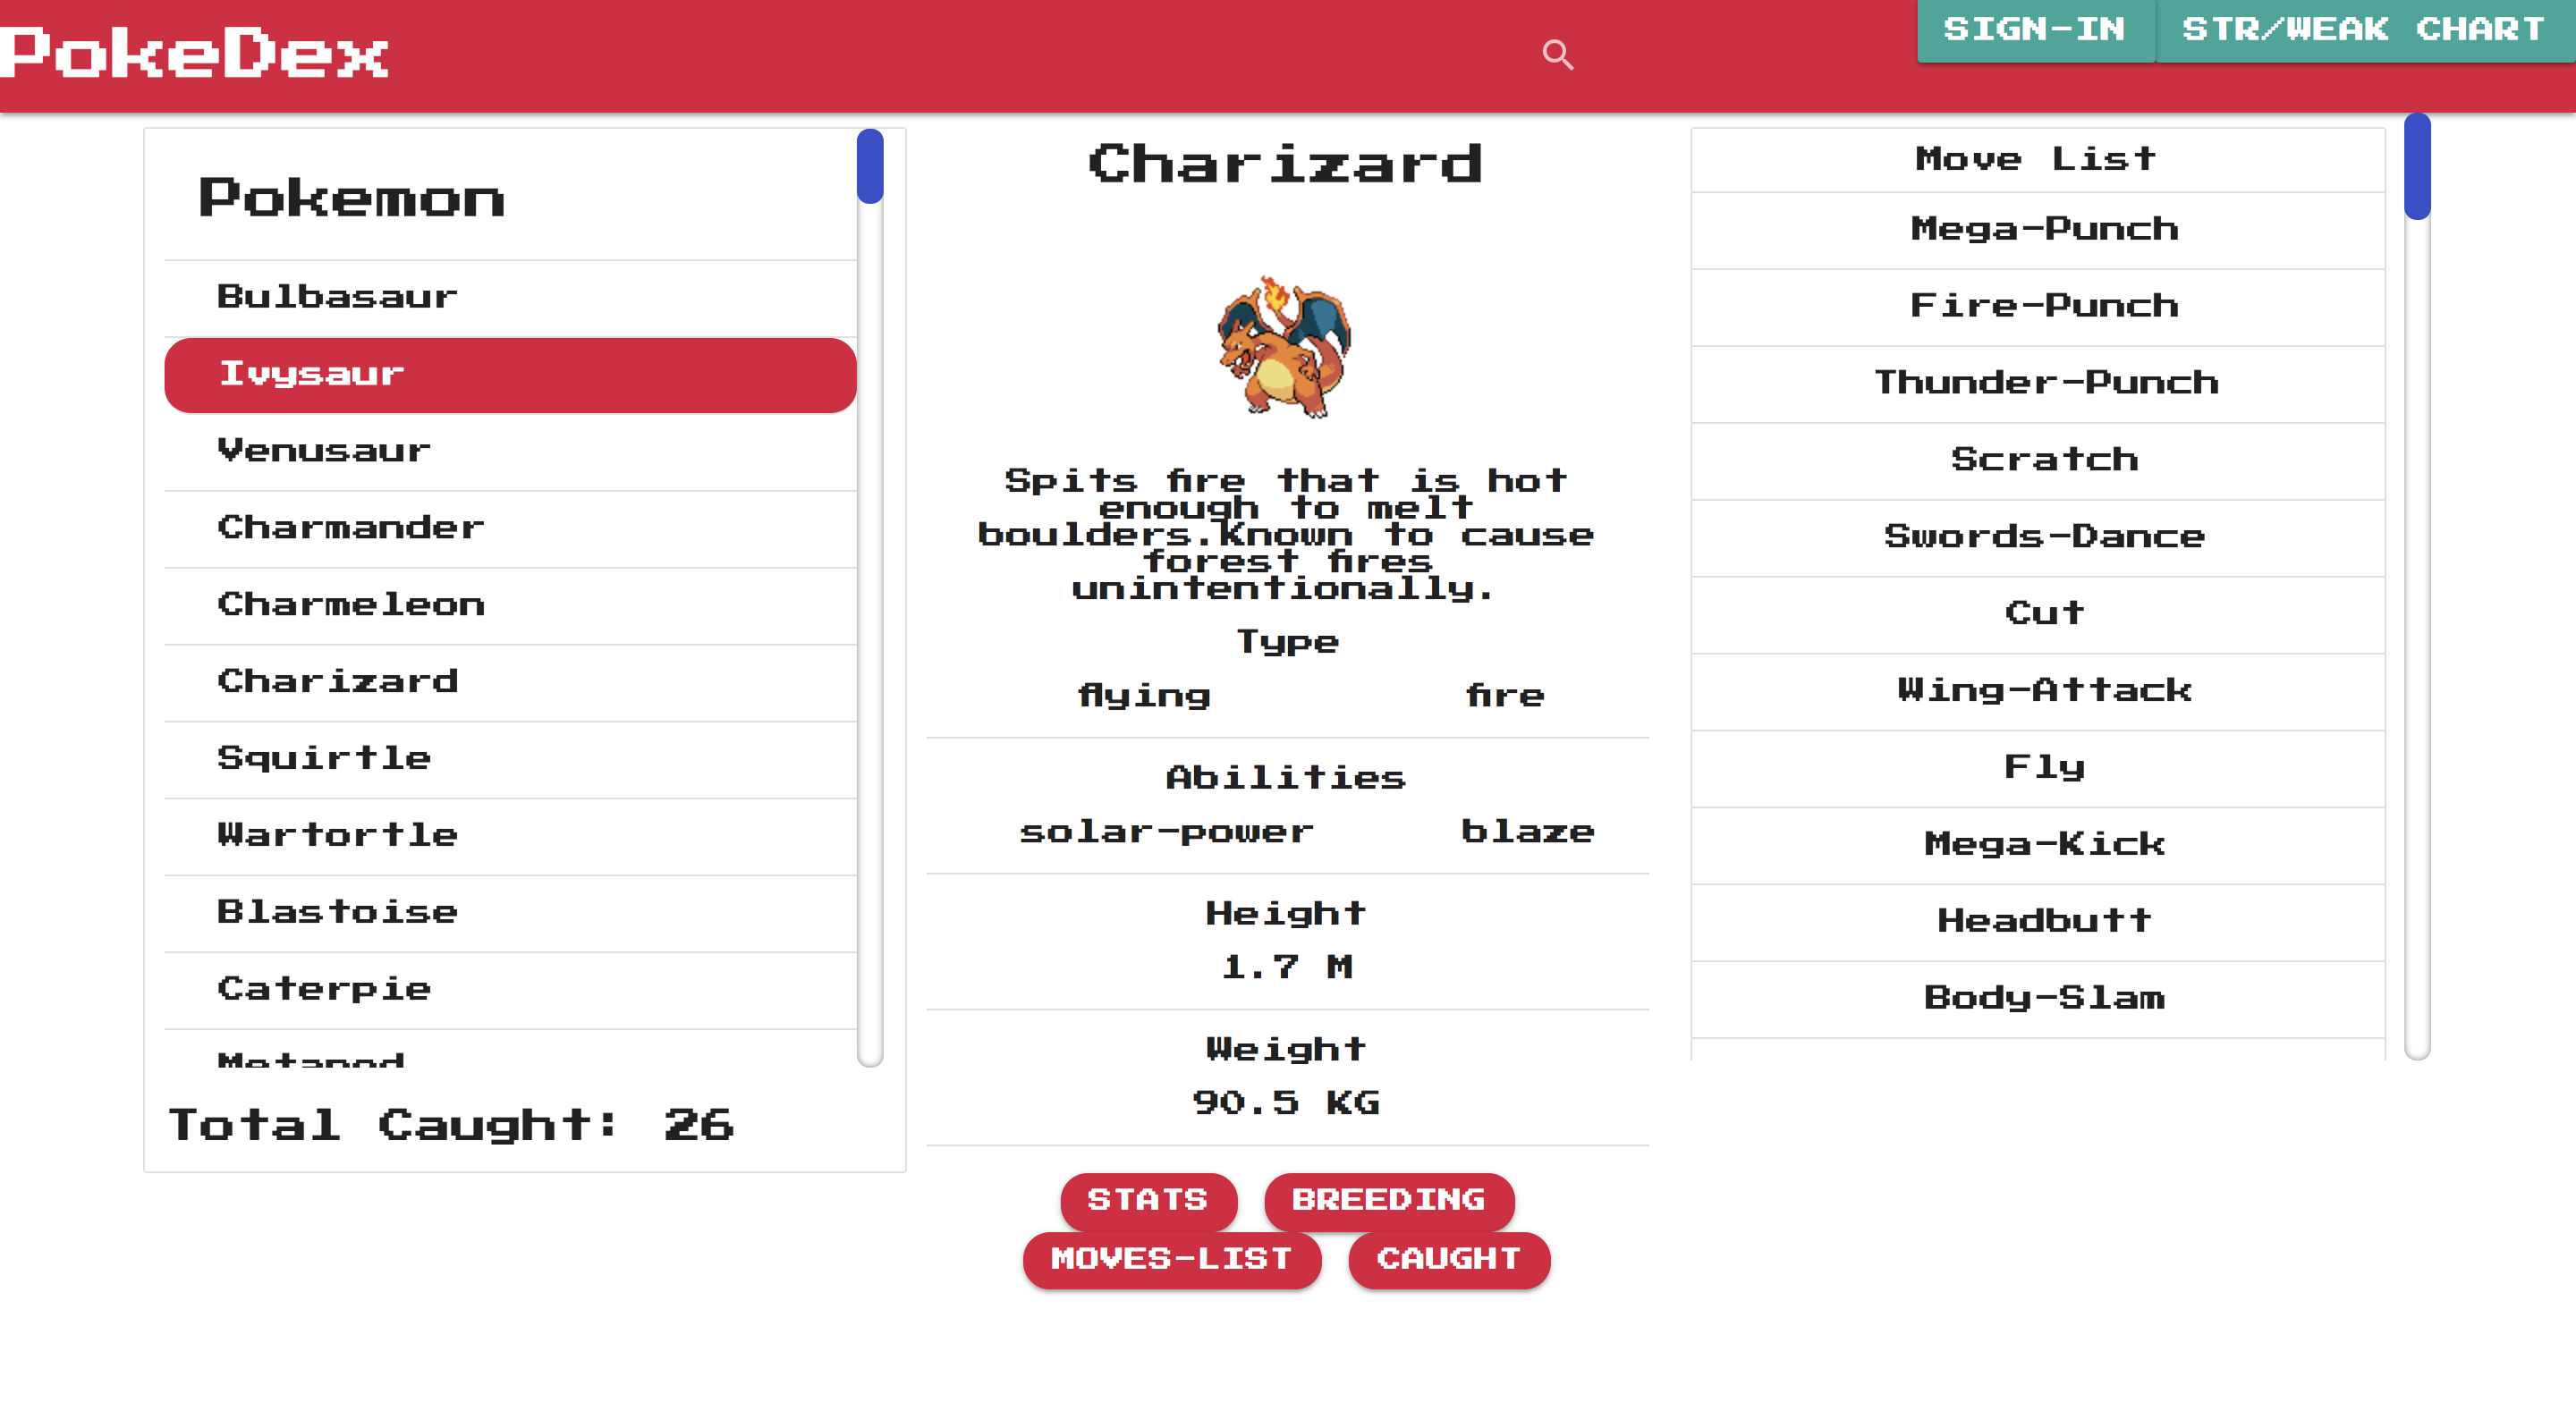 PokeDex
SIGN-IN
STR/WEAK CHART
Pokemon
Bulbasaur
Ivysaur
Venusaur
Charmander
Charmeleon
Charizard
Squirtle
Wartortle
Blastoise
Caterpie
Metapod
Total Caught: 26
Charizard
Spits fire that is hot
enough to melt
boulders.Known to cause
forest fires
unintentionally.
Type
flying fire
Abilities
solar-power blaze
Height
1.7 M
Weight
90.5 KG
STATS
BREEDING
MOVES-LIST
CAUGHT
Move List
Mega-Punch
Fire-Punch
Thunder-Punch
Scratch
Swords-Dance
Cut
Wing-Attack
Fly
Mega-Kick
Headbutt
Body-Slam